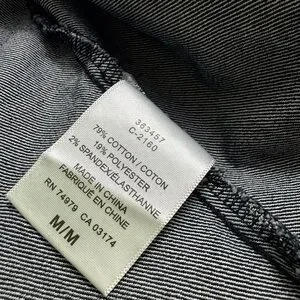 363457
C-2160
79% COTTON / COTON
19% POLYESTER
2% SPANDEX/ÉLASTHANNE
MADE IN CHINA
FABRIQUÉ EN CHINE
RN 74979 CA 03174
M/M